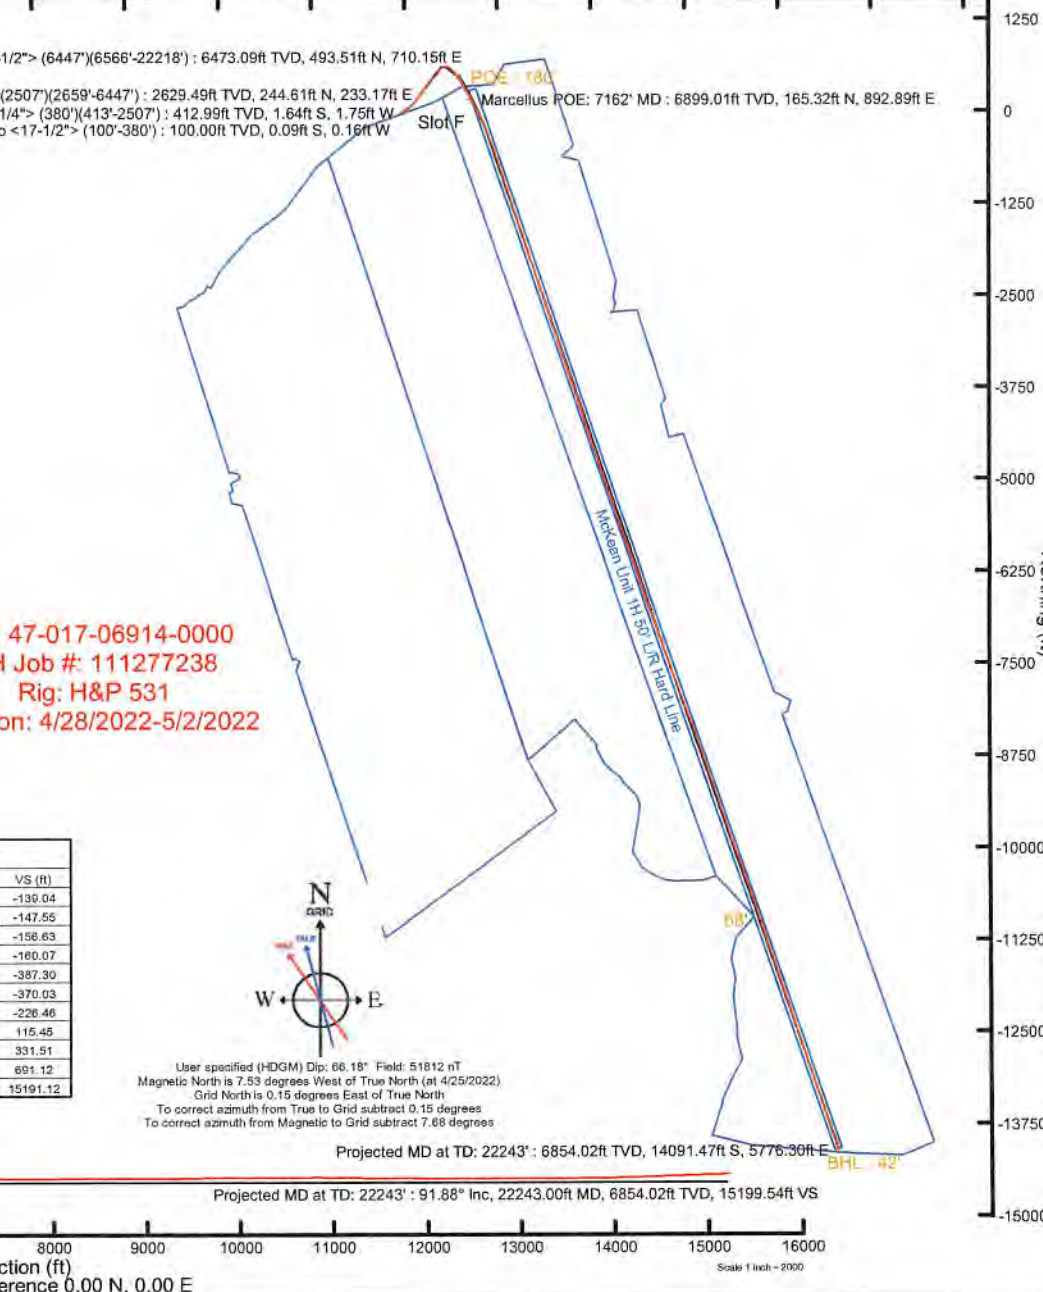 1/2"> (6447')(6566'-22218') : 6473.09ft TVD, 493.51ft N, 710.15ft E
POE : 180'
(2507')(2659'-6447') : 2629.49ft TVD, 244.61ft N, 233.17ft E
Marcellus POE: 7162' MD : 6899.01ft TVD, 165.32ft N, 892.89ft E
1/4"> (380')(413'-2507') : 412.99ft TVD, 1.64ft S, 1.75ft W
Slot F
<17-1/2"> (100'-380') : 100.00ft TVD, 0.09ft S, 0.16ft W
1250
0
-1250
-2500
-3750
-5000
-6250
-7500
-8750
-10000
-11250
-12500
-13750
-15000
McKean Unit 1H 50' L/R Hard Line
47-017-06914-0000
Job #: 111277238
Rig: H&P 531
on: 4/28/2022-5/2/2022
VS (ft)
-139.04
-147.55
-156.63
-160.07
-387.30
-370.03
-226.46
115.45
331.51
691.12
15191.12
68'
N
GRID
TRUE
MAG
W
E
User specified (HDGM) Dip: 66.18° Field: 51812 nT
Magnetic North is 7.53 degrees West of True North (at 4/25/2022)
Grid North is 0.15 degrees East of True North
To correct azimuth from True to Grid subtract 0.15 degrees
To correct azimuth from Magnetic to Grid subtract 7.68 degrees
Projected MD at TD: 22243' : 6854.02ft TVD, 14091.47ft S, 5776.30ft E
BHL : 42'
Projected MD at TD: 22243' : 91.88° Inc, 22243.00ft MD, 6854.02ft TVD, 15199.54ft VS
8000
9000
10000
11000
12000
13000
14000
15000
16000
ction (ft)
erence 0.00 N, 0.00 E
Scale 1 inch = 2000